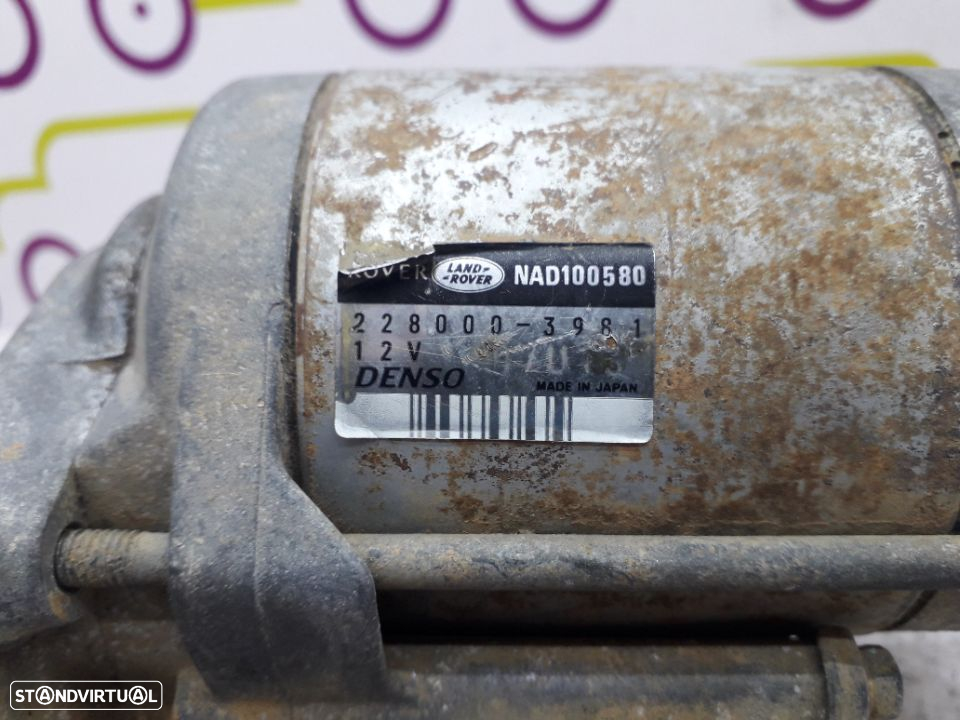 ROVER LAND-ROVER NAD100580
228000-3981
12V
DENSO MADE IN JAPAN
STANDVIRTUAL